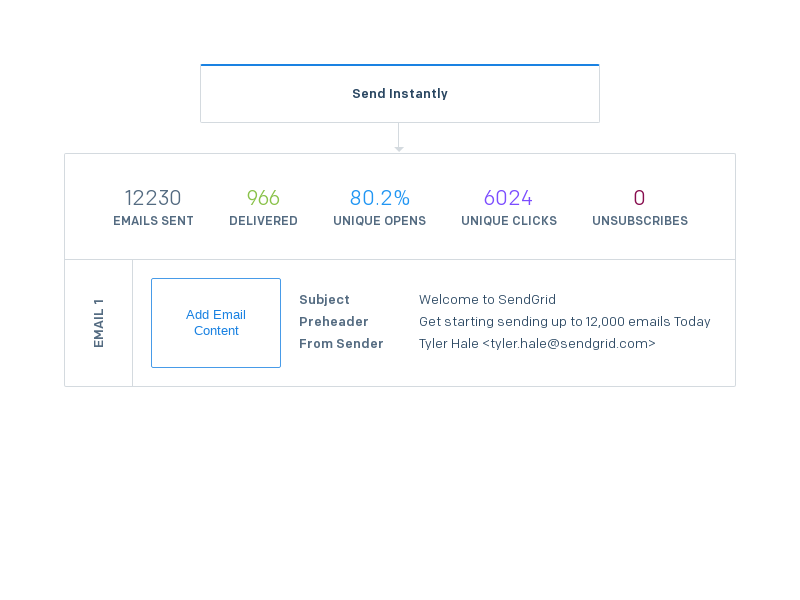 Send Instantly
12230 966 80.2% 6024 0
EMAILS SENT DELIVERED UNIQUE OPENS UNIQUE CLICKS UNSUBSCRIBES
EMAIL 1
Add Email
Content
Subject Welcome to SendGrid
Preheader Get starting sending up to 12,000 emails Today
From Sender Tyler Hale <tyler.hale@sendgrid.com>